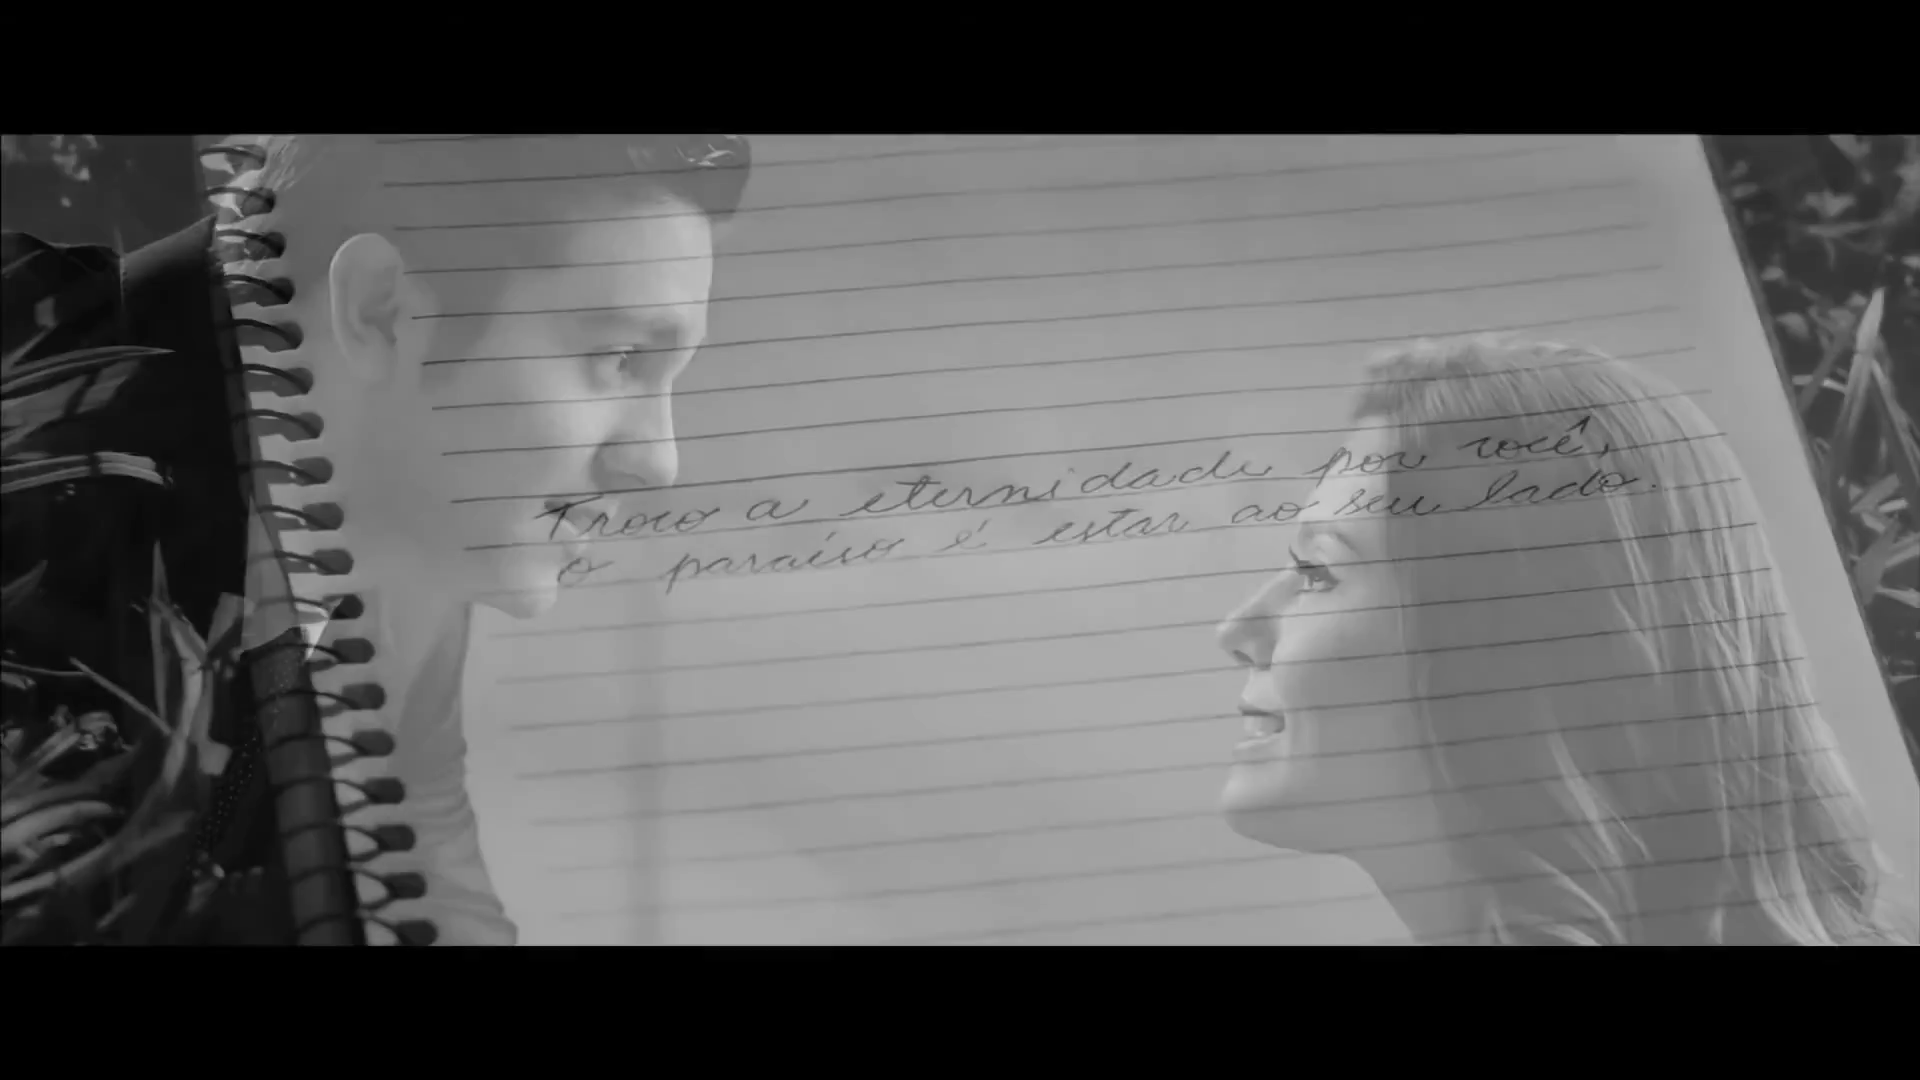 Troco a eternidade por você,
o paraíso é estar ao seu lado.